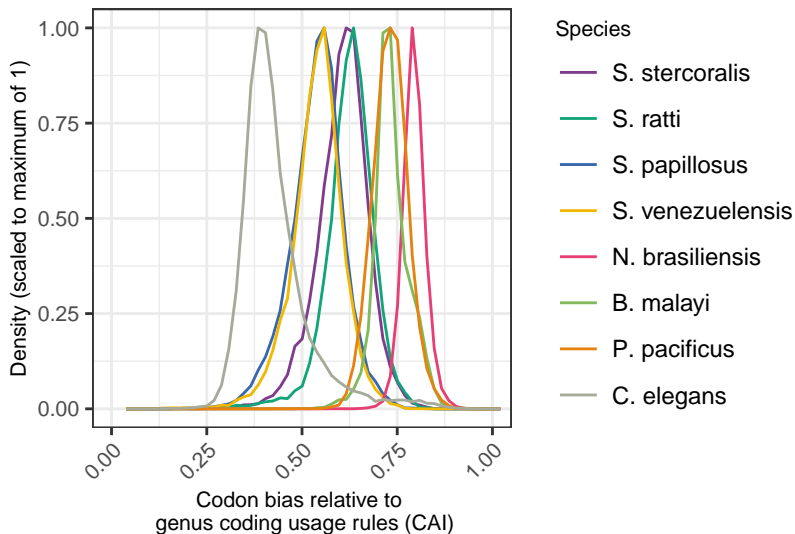 Density (scaled to maximum of 1)
1.00
0.75
0.50
0.25
0.00
0.00
0.25
0.50
0.75
1.00
Codon bias relative to
genus coding usage rules (CAI)
Species
S. stercoralis
S. ratti
S. papillosus
S. venezuelensis
N. brasiliensis
B. malayi
P. pacificus
C. elegans